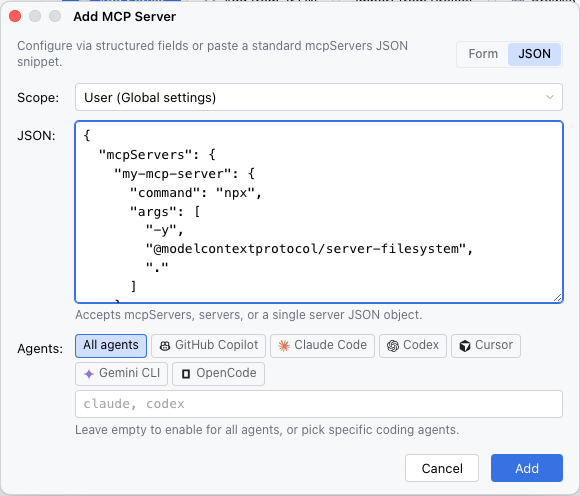 Add MCP Server
Configure via structured fields or paste a standard mcpServers JSON
snippet.
Form JSON
Scope: User (Global settings)
JSON: {
"mcpServers": {
"my-mcp-server": {
"command": "npx",
"args": [
"-y",
"@modelcontextprotocol/server-filesystem",
"."
]
Accepts mcpServers, servers, or a single server JSON object.
Agents: All agents GitHub Copilot Claude Code Codex Cursor
Gemini CLI OpenCode
claude, codex
Leave empty to enable for all agents, or pick specific coding agents.
Cancel Add